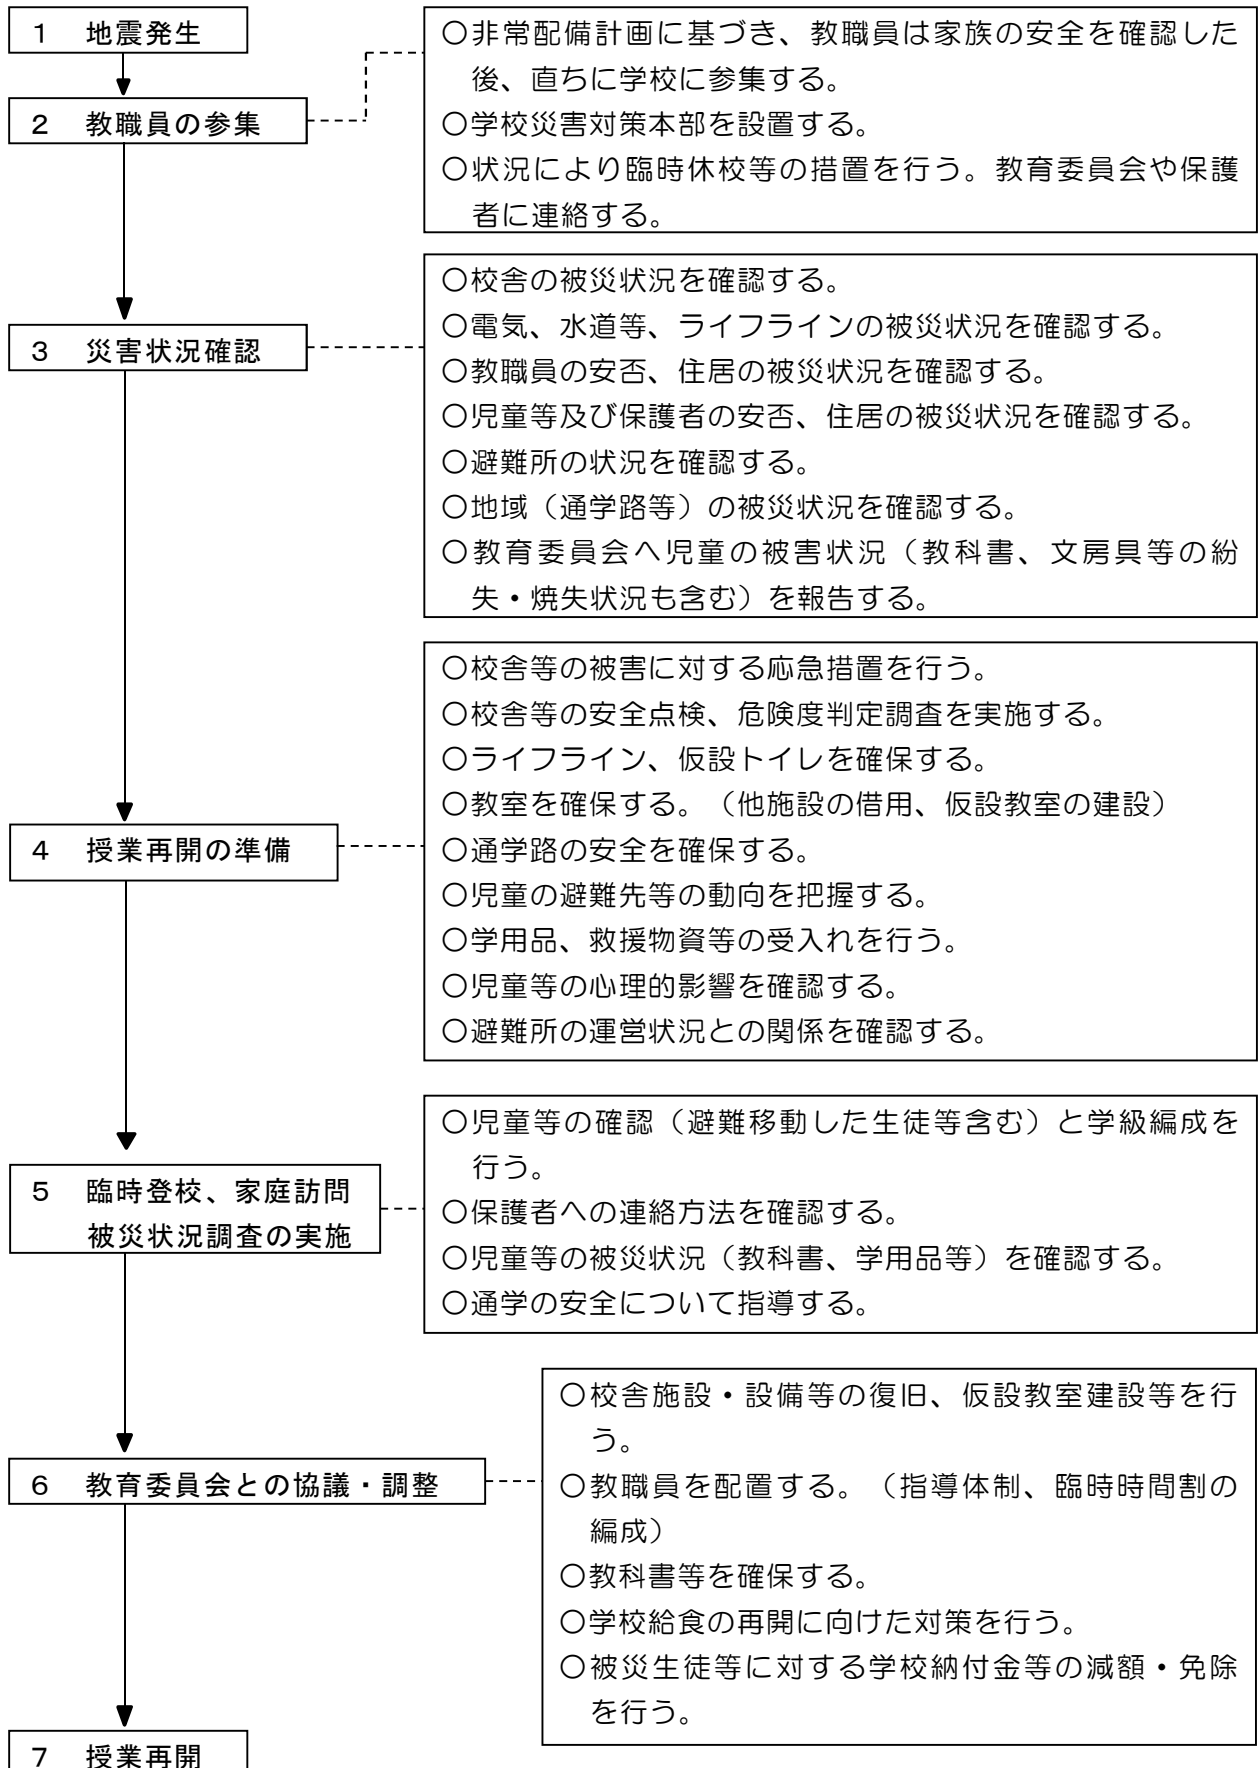 １　地震発生
〇非常配備計画に基づき、教職員は家族の安全を確認した
後、直ちに学校に参集する。
〇学校災害対策本部を設置する。
〇状況により臨時休校等の措置を行う。教育委員会や保護
者に連絡する。
２　教職員の参集
〇校舎の被災状況を確認する。
〇電気、水道等、ライフラインの被災状況を確認する。
〇教職員の安否、住居の被災状況を確認する。
〇児童等及び保護者の安否、住居の被災状況を確認する。
〇避難所の状況を確認する。
〇地域（通学路等）の被災状況を確認する。
〇教育委員会へ児童の被害状況（教科書、文房具等の紛
失・焼失状況も含む）を報告する。
３　災害状況確認
〇校舎等の被害に対する応急措置を行う。
〇校舎等の安全点検、危険度判定調査を実施する。
〇ライフライン、仮設トイレを確保する。
〇教室を確保する。（他施設の借用、仮設教室の建設）
〇通学路の安全を確保する。
〇児童の避難先等の動向を把握する。
〇学用品、救援物資等の受入れを行う。
〇児童等の心理的影響を確認する。
〇避難所の運営状況との関係を確認する。
４　授業再開の準備
〇児童等の確認（避難移動した生徒等含む）と学級編成を
行う。
〇保護者への連絡方法を確認する。
〇児童等の被災状況（教科書、学用品等）を確認する。
〇通学の安全について指導する。
５　臨時登校、家庭訪問
被災状況調査の実施
〇校舎施設・設備等の復旧、仮設教室建設等を行
う。
〇教職員を配置する。（指導体制、臨時時間割の
編成）
〇教科書等を確保する。
〇学校給食の再開に向けた対策を行う。
〇被災生徒等に対する学校納付金等の減額・免除
を行う。
６　教育委員会との協議・調整
７　授業再開